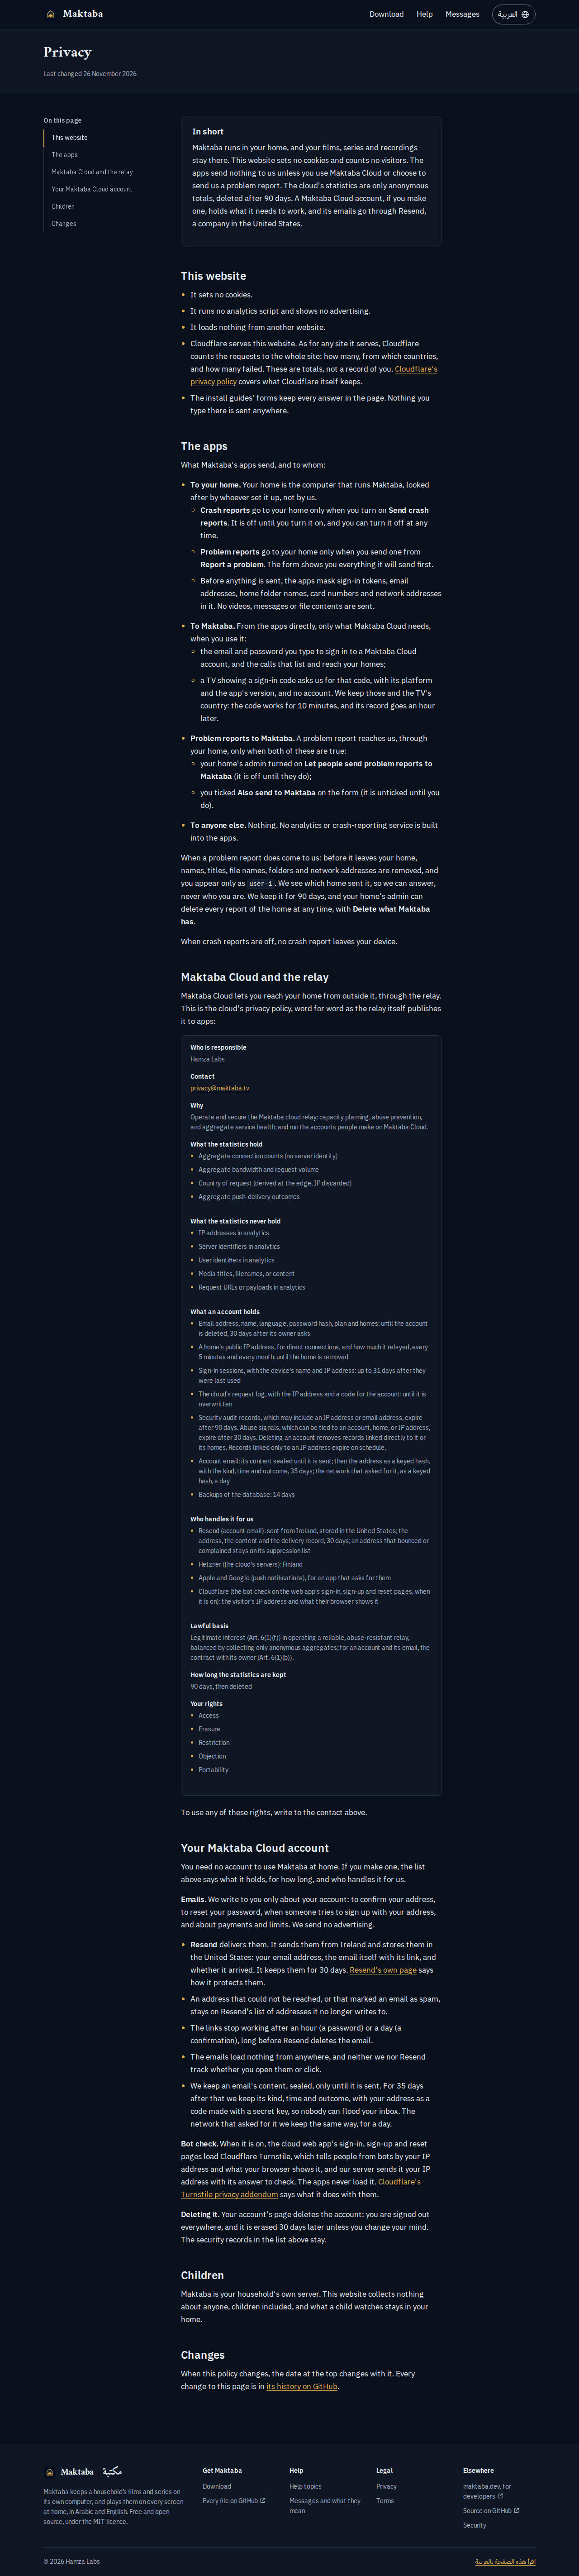 Maktaba
Download
Help
Messages
العربية
Privacy
Last changed 26 November 2026
On this page
This website
The apps
Maktaba Cloud and the relay
Your Maktaba Cloud account
Children
Changes
In short
Maktaba runs in your home, and your films, series and recordings
stay there. This website sets no cookies and counts no visitors. The
apps send nothing to us unless you use Maktaba Cloud or choose to
send us a problem report. The cloud's statistics are only anonymous
totals, deleted after 90 days. A Maktaba Cloud account, if you make
one, holds what it needs to work, and its emails go through Resend,
a company in the United States.
This website
It sets no cookies.
It runs no analytics script and shows no advertising.
It loads nothing from another website.
Cloudflare serves this website. As for any site it serves, Cloudflare
counts the requests to the whole site: how many, from which countries,
and how many failed. These are totals, not a record of you. Cloudflare's
privacy policy covers what Cloudflare itself keeps.
The install guides' forms keep every answer in the page. Nothing you
type there is sent anywhere.
The apps
What Maktaba's apps send, and to whom:
To your home. Your home is the computer that runs Maktaba, looked
after by whoever set it up, not by us.
Crash reports go to your home only when you turn on Send crash
reports. It is off until you turn it on, and you can turn it off at any
time.
Problem reports go to your home only when you send one from
Report a problem. The form shows you everything it will send first.
Before anything is sent, the apps mask sign-in tokens, email
addresses, home folder names, card numbers and network addresses
in it. No videos, messages or file contents are sent.
To Maktaba. From the apps directly, only what Maktaba Cloud needs,
when you use it:
the email and password you type to sign in to a Maktaba Cloud
account, and the calls that list and reach your homes;
a TV showing a sign-in code asks us for that code, with its platform
and the app's version, and no account. We keep those and the TV's
country: the code works for 10 minutes, and its record goes an hour
later.
Problem reports to Maktaba. A problem report reaches us, through
your home, only when both of these are true:
your home's admin turned on Let people send problem reports to
Maktaba (it is off until they do);
you ticked Also send to Maktaba on the form (it is unticked until you
do).
To anyone else. Nothing. No analytics or crash-reporting service is built
into the apps.
When a problem report does come to us: before it leaves your home,
names, titles, file names, folders and network addresses are removed, and
you appear only as user-1. We see which home sent it, so we can answer,
never who you are. We keep it for 90 days, and your home's admin can
delete every report of the home at any time, with Delete what Maktaba
has.
When crash reports are off, no crash report leaves your device.
Maktaba Cloud and the relay
Maktaba Cloud lets you reach your home from outside it, through the relay.
This is the cloud's privacy policy, word for word as the relay itself publishes
it to apps:
Who is responsible
Hamza Labs
Contact
privacy@maktaba.tv
Why
Operate and secure the Maktaba cloud relay: capacity planning, abuse prevention,
and aggregate service health; and run the accounts people make on Maktaba Cloud.
What the statistics hold
Aggregate connection counts (no server identity)
Aggregate bandwidth and request volume
Country of request (derived at the edge, IP discarded)
Aggregate push-delivery outcomes
What the statistics never hold
IP addresses in analytics
Server identifiers in analytics
User identifiers in analytics
Media titles, filenames, or content
Request URLs or payloads in analytics
What an account holds
Email address, name, language, password hash, plan and homes: until the account
is deleted, 30 days after its owner asks
A home's public IP address, for direct connections, and how much it relayed, every
5 minutes and every month: until the home is removed
Sign-in sessions, with the device's name and IP address: up to 31 days after they
were last used
The cloud's request log, with the IP address and a code for the account: until it is
overwritten
Security audit records, which may include an IP address or email address, expire
after 90 days. Abuse signals, which can be tied to an account, home, or IP address,
expire after 30 days. Deleting an account removes records linked directly to it or
its homes. Records linked only to an IP address expire on schedule.
Account email: its content sealed until it is sent; then the address as a keyed hash,
with the kind, time and outcome, 35 days; the network that asked for it, as a keyed
hash, a day
Backups of the database: 14 days
Who handles it for us
Resend (account email): sent from Ireland, stored in the United States; the
address, the content and the delivery record, 30 days; an address that bounced or
complained stays on its suppression list
Hetzner (the cloud's servers): Finland
Apple and Google (push notifications), for an app that asks for them
Cloudflare (the bot check on the web app's sign-in, sign-up and reset pages, when
it is on): the visitor's IP address and what their browser shows it
Lawful basis
Legitimate interest (Art. 6(1)(f)) in operating a reliable, abuse-resistant relay,
balanced by collecting only anonymous aggregates; for an account and its email, the
contract with its owner (Art. 6(1)(b)).
How long the statistics are kept
90 days, then deleted
Your rights
Access
Erasure
Restriction
Objection
Portability
To use any of these rights, write to the contact above.
Your Maktaba Cloud account
You need no account to use Maktaba at home. If you make one, the list
above says what it holds, for how long, and who handles it for us.
Emails. We write to you only about your account: to confirm your address,
to reset your password, when someone tries to sign up with your address,
and about payments and limits. We send no advertising.
Resend delivers them. It sends them from Ireland and stores them in
the United States: your email address, the email itself with its link, and
whether it arrived. It keeps them for 30 days. Resend's own page says
how it protects them.
An address that could not be reached, or that marked an email as spam,
stays on Resend's list of addresses it no longer writes to.
The links stop working after an hour (a password) or a day (a
confirmation), long before Resend deletes the email.
The emails load nothing from anywhere, and neither we nor Resend
track whether you open them or click.
We keep an email's content, sealed, only until it is sent. For 35 days
after that we keep its kind, time and outcome, with your address as a
code made with a secret key, so nobody can flood your inbox. The
network that asked for it we keep the same way, for a day.
Bot check. When it is on, the cloud web app's sign-in, sign-up and reset
pages load Cloudflare Turnstile, which tells people from bots by your IP
address and what your browser shows it, and our server sends it your IP
address with its answer to check. The apps never load it. Cloudflare's
Turnstile privacy addendum says what it does with them.
Deleting it. Your account's page deletes the account: you are signed out
everywhere, and it is erased 30 days later unless you change your mind.
The security records in the list above stay.
Children
Maktaba is your household's own server. This website collects nothing
about anyone, children included, and what a child watches stays in your
home.
Changes
When this policy changes, the date at the top changes with it. Every
change to this page is in its history on GitHub.
Maktaba | مكتبة
Maktaba keeps a household's films and series on
its own computer, and plays them on every screen
at home, in Arabic and English. Free and open
source, under the MIT licence.
Get Maktaba
Download
Every file on GitHub
Help
Help topics
Messages and what they
mean
Maktaba
Privacy
Terms
Elsewhere
maktaba.dev, for
developers
Source on GitHub
Security
© 2026 Hamza Labs
اقرأ هذه الصفحة بالعربية